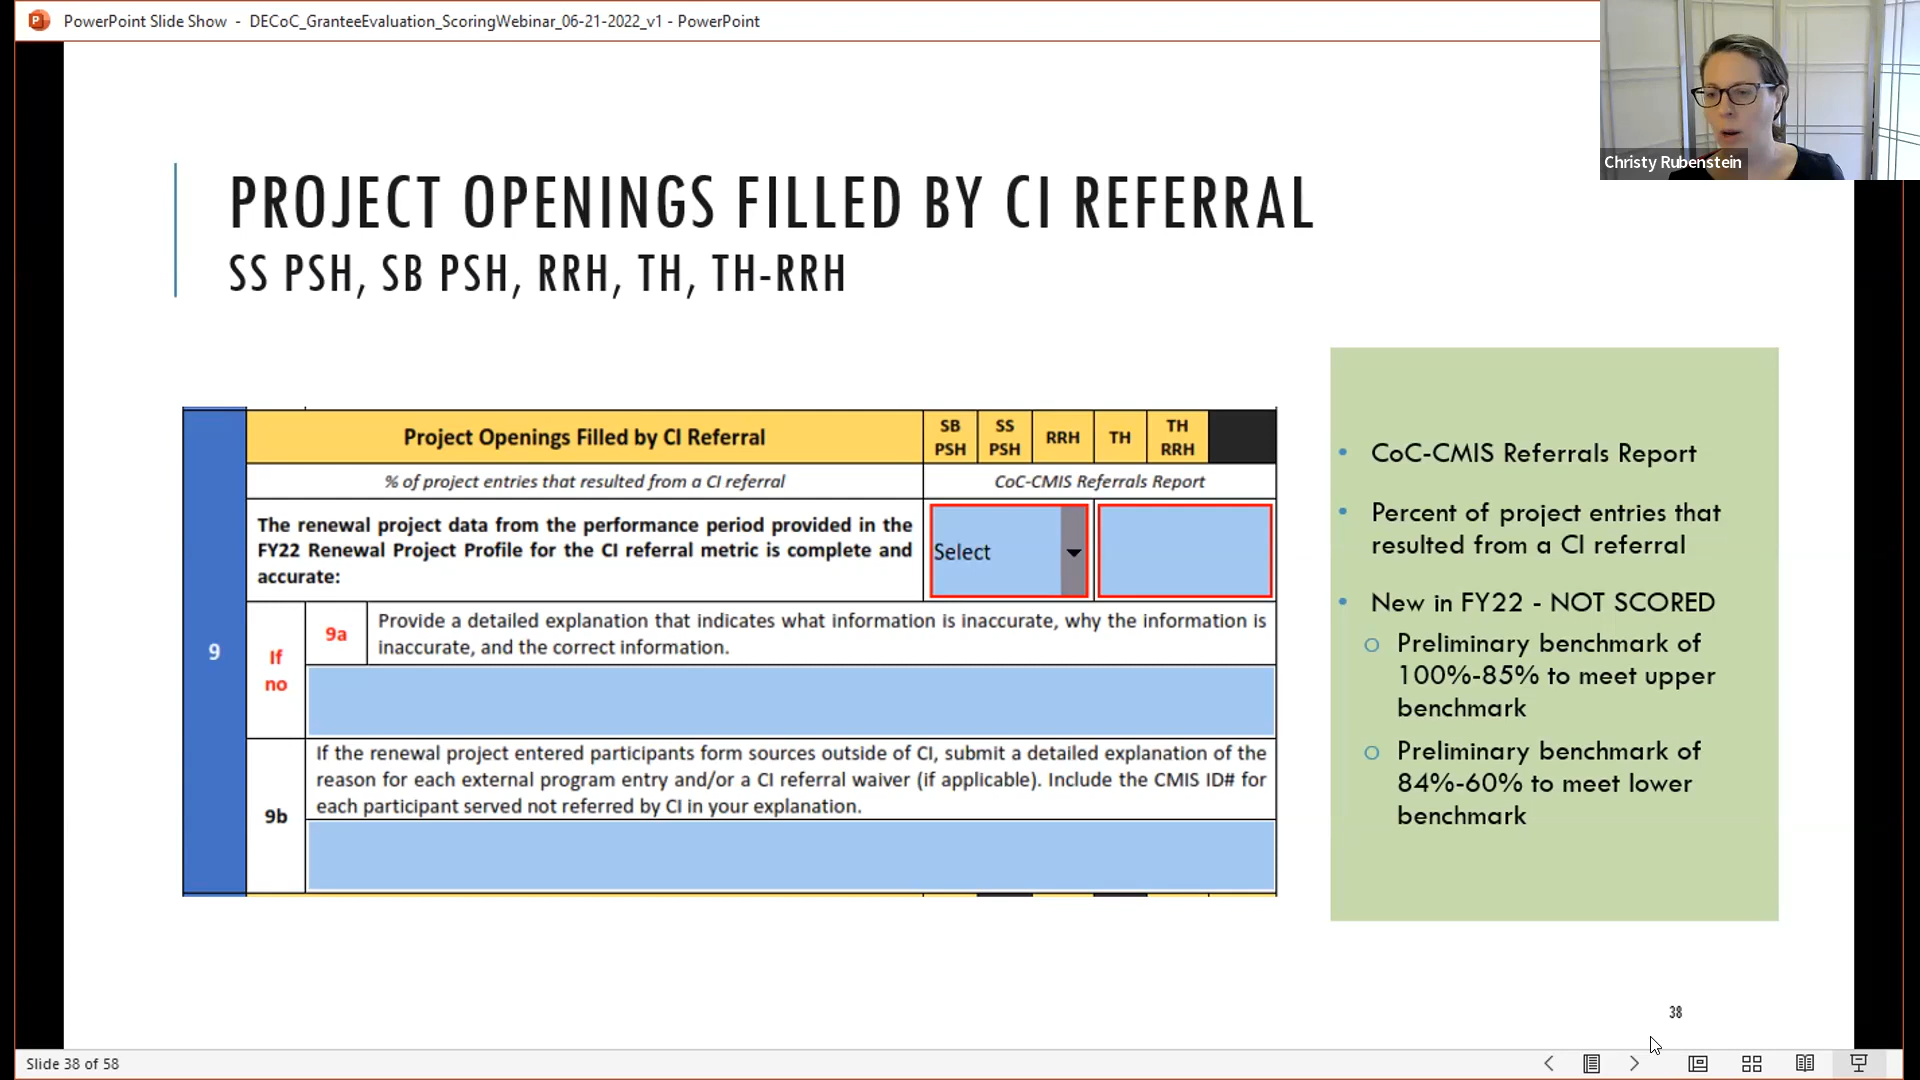 PowerPoint Slide Show - DECoC_GranteeEvaluation_ScoringWebinar_06-21-2022_v1 - PowerPoint
Christy Rubenstein
PROJECT OPENINGS FILLED BY CI REFERRAL
SS PSH, SB PSH, RRH, TH, TH-RRH
Project Openings Filled by CI Referral
SB
PSH
SS
PSH
RRH
TH
TH
RRH
% of project entries that resulted from a CI referral
CoC-CMIS Referrals Report
The renewal project data from the performance period provided in the
FY22 Renewal Project Profile for the CI referral metric is complete and
accurate:
Select
9
If
no
9a
Provide a detailed explanation that indicates what information is inaccurate, why the information is
inaccurate, and the correct information.
9b
If the renewal project entered participants form sources outside of CI, submit a detailed explanation of the
reason for each external program entry and/or a CI referral waiver (if applicable). Include the CMIS ID# for
each participant served not referred by CI in your explanation.
• CoC-CMIS Referrals Report
• Percent of project entries that
resulted from a CI referral
• New in FY22 - NOT SCORED
o Preliminary benchmark of
100%-85% to meet upper
benchmark
o Preliminary benchmark of
84%-60% to meet lower
benchmark
38
Slide 38 of 58